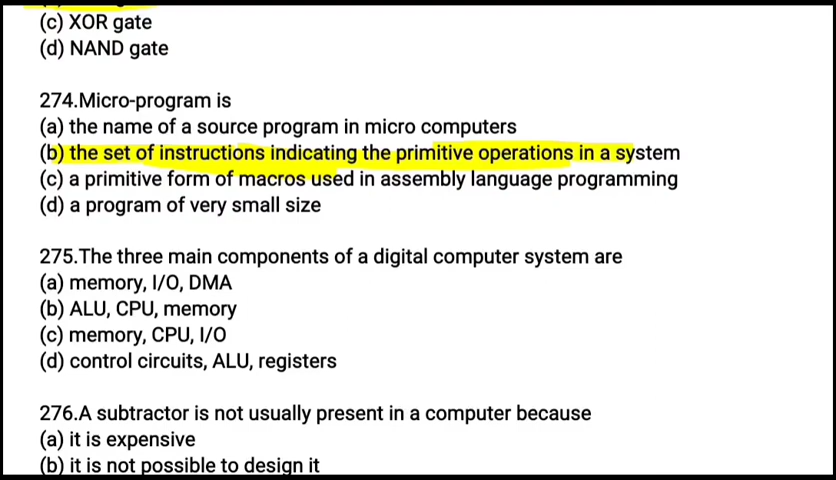 (c) XOR gate
(d) NAND gate
274.Micro-program is
(a) the name of a source program in micro computers
(b) the set of instructions indicating the primitive operations in a system
(c) a primitive form of macros used in assembly language programming
(d) a program of very small size
275.The three main components of a digital computer system are
(a) memory, I/O, DMA
(b) ALU, CPU, memory
(c) memory, CPU, I/O
(d) control circuits, ALU, registers
276.A subtractor is not usually present in a computer because
(a) it is expensive
(b) it is not possible to design it